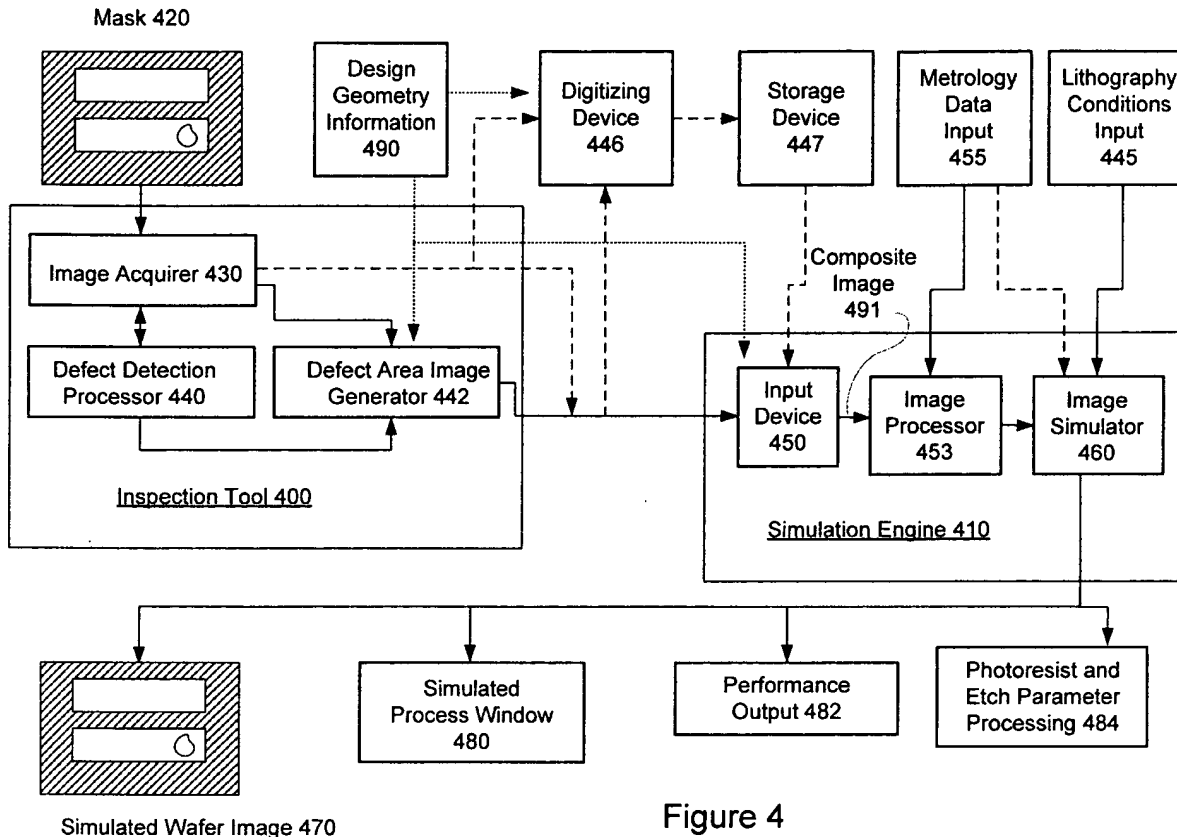 Mask 420
Design
Geometry
Information
490
Digitizing
Device
446
Storage
Device
447
Metrology
Data
Input
455
Lithography
Conditions
Input
445
Image Acquirer 430
Defect Detection
Processor 440
Defect Area Image
Generator 442
Inspection Tool 400
Composite
Image
491
Input
Device
450
Image
Processor
453
Image
Simulator
460
Simulation Engine 410
Simulated
Process Window
480
Performance
Output 482
Photoresist and
Etch Parameter
Processing 484
Simulated Wafer Image 470
Figure 4